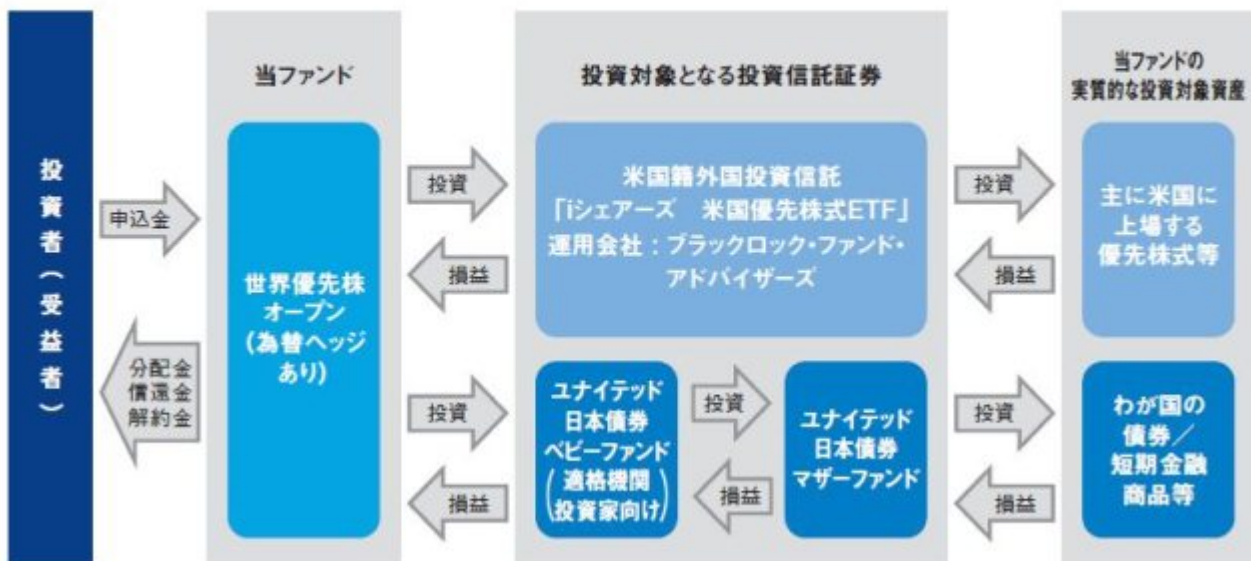 投資者(受益者)
申込金
分配金
償還金
解約金
当ファンド
世界優先株
オープン
(為替ヘッジ
あり)
投資
損益
投資
損益
投資対象となる投資信託証券
米国籍外国投資信託
「iシェアーズ 米国優先株式ETF」
運用会社:ブラックロック・ファンド・
アドバイザーズ
ユナイテッド
日本債券
ベビーファンド
(適格機関
投資家向け)
投資
損益
ユナイテッド
日本債券
マザーファンド
投資
損益
投資
損益
当ファンドの
実質的な投資対象資産
主に米国に
上場する
優先株式等
わが国の
債券/
短期金融
商品等